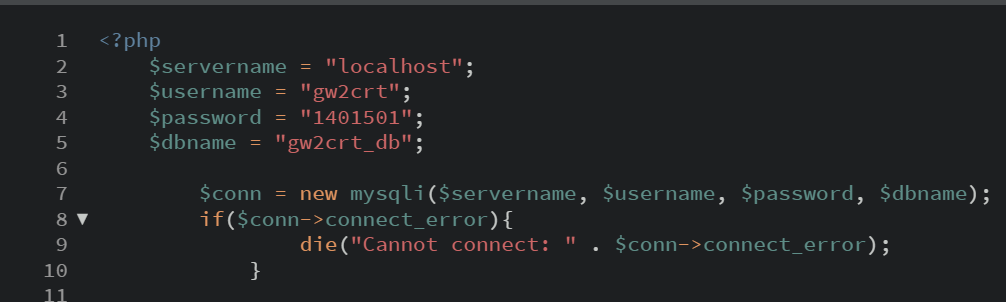 1 <?php
2 $servername = "localhost";
3 $username = "gw2crt";
4 $password = "1401501";
5 $dbname = "gw2crt_db";
6
7 $conn = new mysqli($servername, $username, $password, $dbname);
8 ▼ if($conn->connect_error){
9 die("Cannot connect: " . $conn->connect_error);
10 }
11